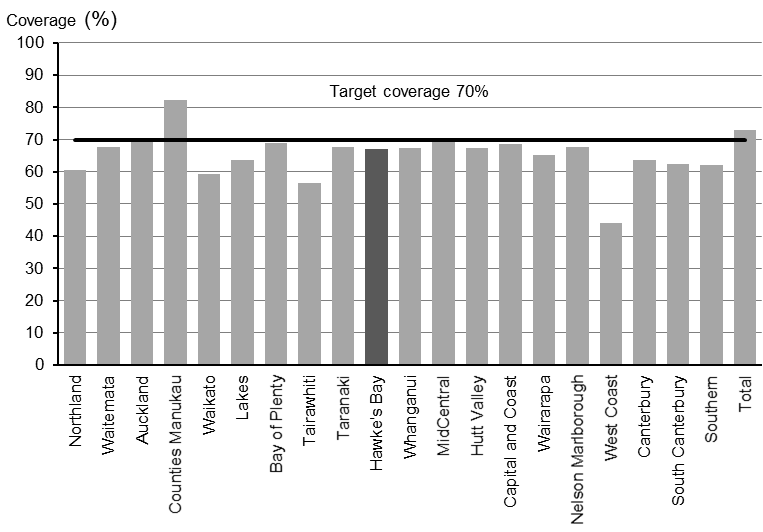 Coverage (%)
100
90
80
70
60
50
40
30
20
10
0
Target coverage 70%
Northland
Waitemata
Auckland
Counties Manukau
Waikato
Lakes
Bay of Plenty
Tairawhiti
Taranaki
Hawke's Bay
Whanganui
MidCentral
Hutt Valley
Capital and Coast
Wairarapa
Nelson Marlborough
West Coast
Canterbury
South Canterbury
Southern
Total